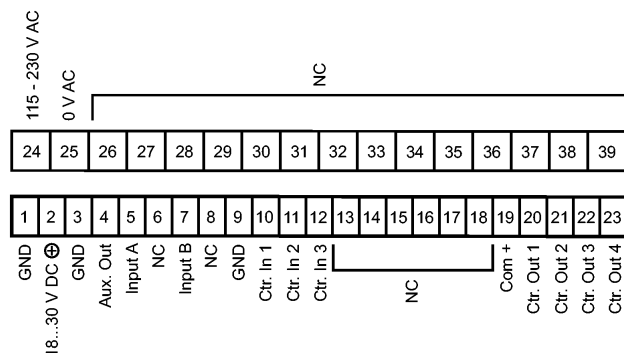 115 - 230 V AC
0 V AC
NC
24 25 26 27 28 29 30 31 32 33 34 35 36 37 38 39
1 2 3 4 5 6 7 8 9 10 11 12 13 14 15 16 17 18 19 20 21 22 23
GND
18...30 V DC ⊕
GND
Aux. Out
Input A
NC
Input B
NC
GND
Ctr. In 1
Ctr. In 2
Ctr. In 3
NC
Com +
Ctr. Out 1
Ctr. Out 2
Ctr. Out 3
Ctr. Out 4